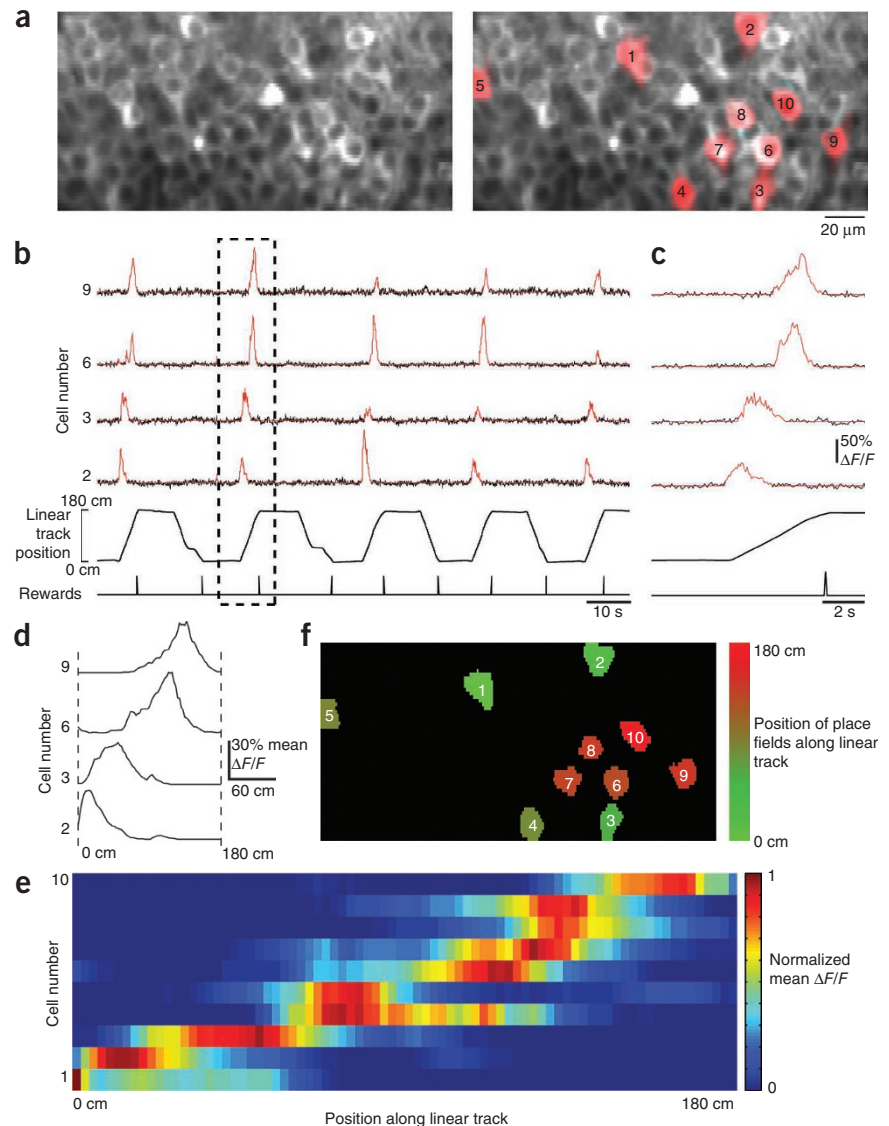 a
1
2
5
10
8
7
6
9
4
3
20 μm
b
c
9
6
3
2
Cell number
50%
ΔF/F
180 cm
Linear
track
position
0 cm
Rewards
10 s
2 s
d
f
9
6
3
2
Cell number
30% mean
ΔF/F
60 cm
0 cm
180 cm
1
2
5
10
8
7
6
9
4
3
180 cm
Position of place
fields along linear
track
0 cm
e
10
Cell number
1
0 cm
180 cm
Position along linear track
1
Normalized
mean ΔF/F
0